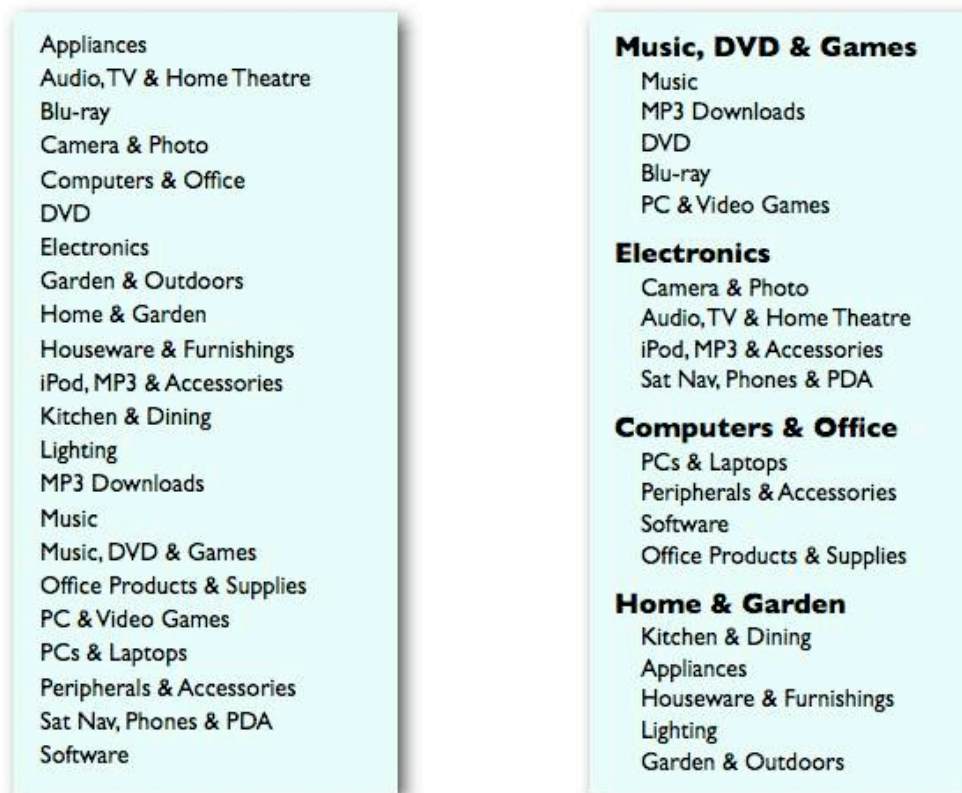 Appliances
Audio, TV & Home Theatre
Blu-ray
Camera & Photo
Computers & Office
DVD
Electronics
Garden & Outdoors
Home & Garden
Houseware & Furnishings
iPod, MP3 & Accessories
Kitchen & Dining
Lighting
MP3 Downloads
Music
Music, DVD & Games
Office Products & Supplies
PC & Video Games
PCs & Laptops
Peripherals & Accessories
Sat Nav, Phones & PDA
Software
Music, DVD & Games
Music
MP3 Downloads
DVD
Blu-ray
PC & Video Games
Electronics
Camera & Photo
Audio, TV & Home Theatre
iPod, MP3 & Accessories
Sat Nav, Phones & PDA
Computers & Office
PCs & Laptops
Peripherals & Accessories
Software
Office Products & Supplies
Home & Garden
Kitchen & Dining
Appliances
Houseware & Furnishings
Lighting
Garden & Outdoors